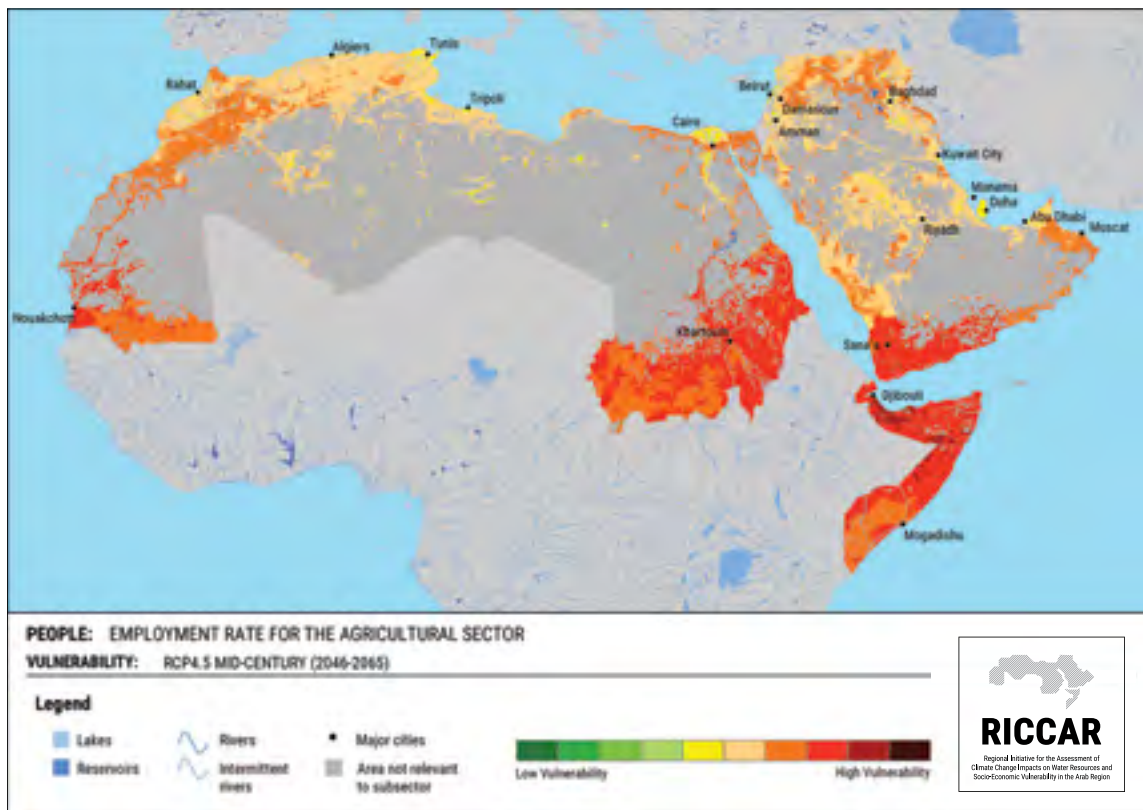 Algiers
Tunis
Rabat
Tripoli
Beirut
Baghdad
Damascus
Cairo
Amman
Kuwait City
Manama
Doha
Abu Dhabi
Riyadh
Muscat
Nouakchott
Khartoum
Sana'a
Djibouti
Mogadishu
PEOPLE: EMPLOYMENT RATE FOR THE AGRICULTURAL SECTOR
VULNERABILITY: RCP4.5 MID-CENTURY (2046-2065)
Legend
Lakes
Rivers
Major cities
Reservoirs
Intermittent
rivers
Area not relevant
to subsector
Low Vulnerability
High Vulnerability
RICCAR
Regional Initiative for the Assessment of
Climate Change Impacts on Water Resources and
Socio-Economic Vulnerability in the Arab Region